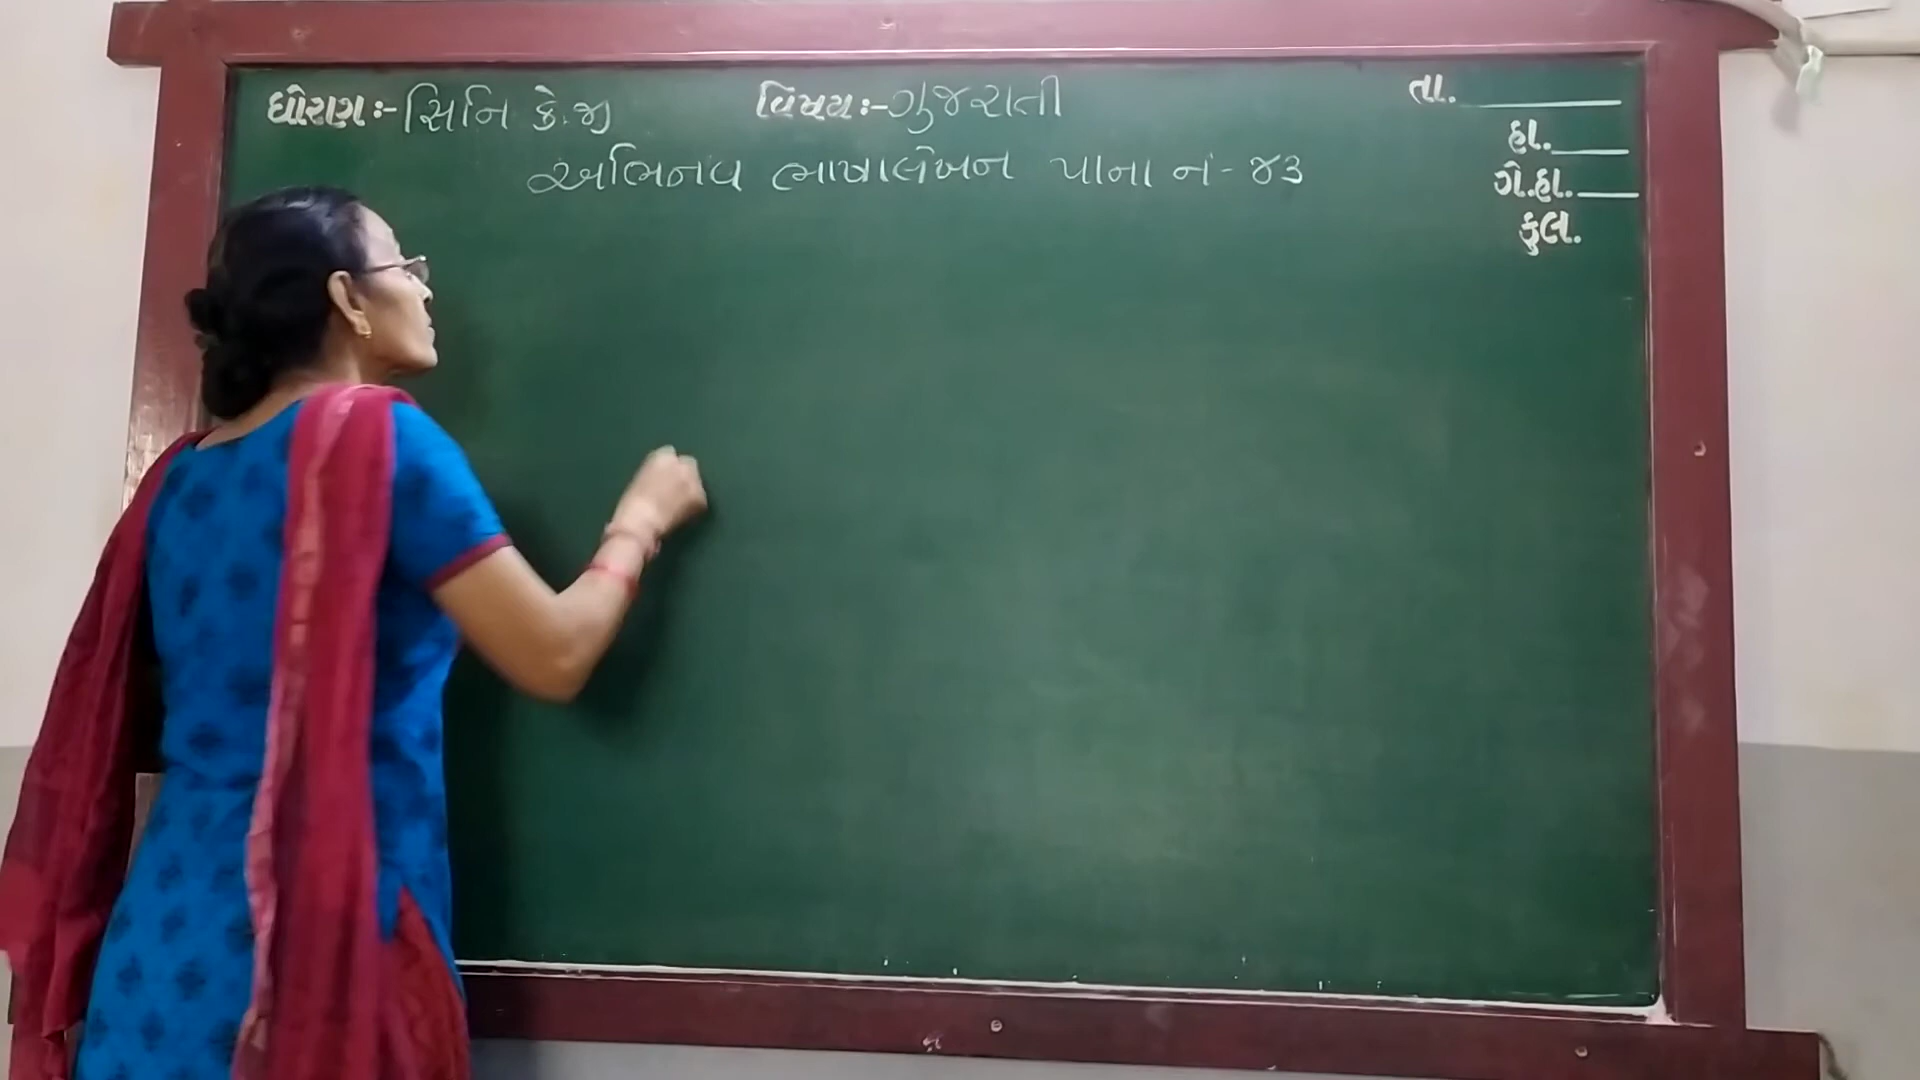 ધોરણ:- સિનિ કે.જી વિષય:- ગુજરાતી તા.
હા.
અભિનવ ભાષાલેખન પાના નં - ૪૩
ગે.હા.
કુલ.